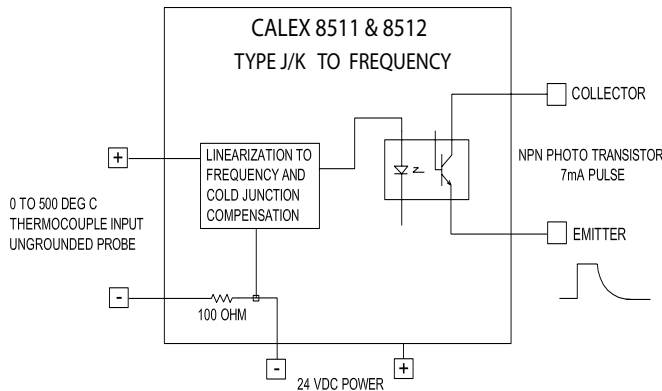 CALEX 8511 & 8512
TYPE J/K TO FREQUENCY
COLLECTOR
+
LINEARIZATION TO
FREQUENCY AND
COLD JUNCTION
COMPENSATION
NPN PHOTO TRANSISTOR
7mA PULSE
0 TO 500 DEG C
THERMOCOUPLE INPUT
UNGROUNDED PROBE
EMITTER
-
100 OHM
-
24 VDC POWER
+